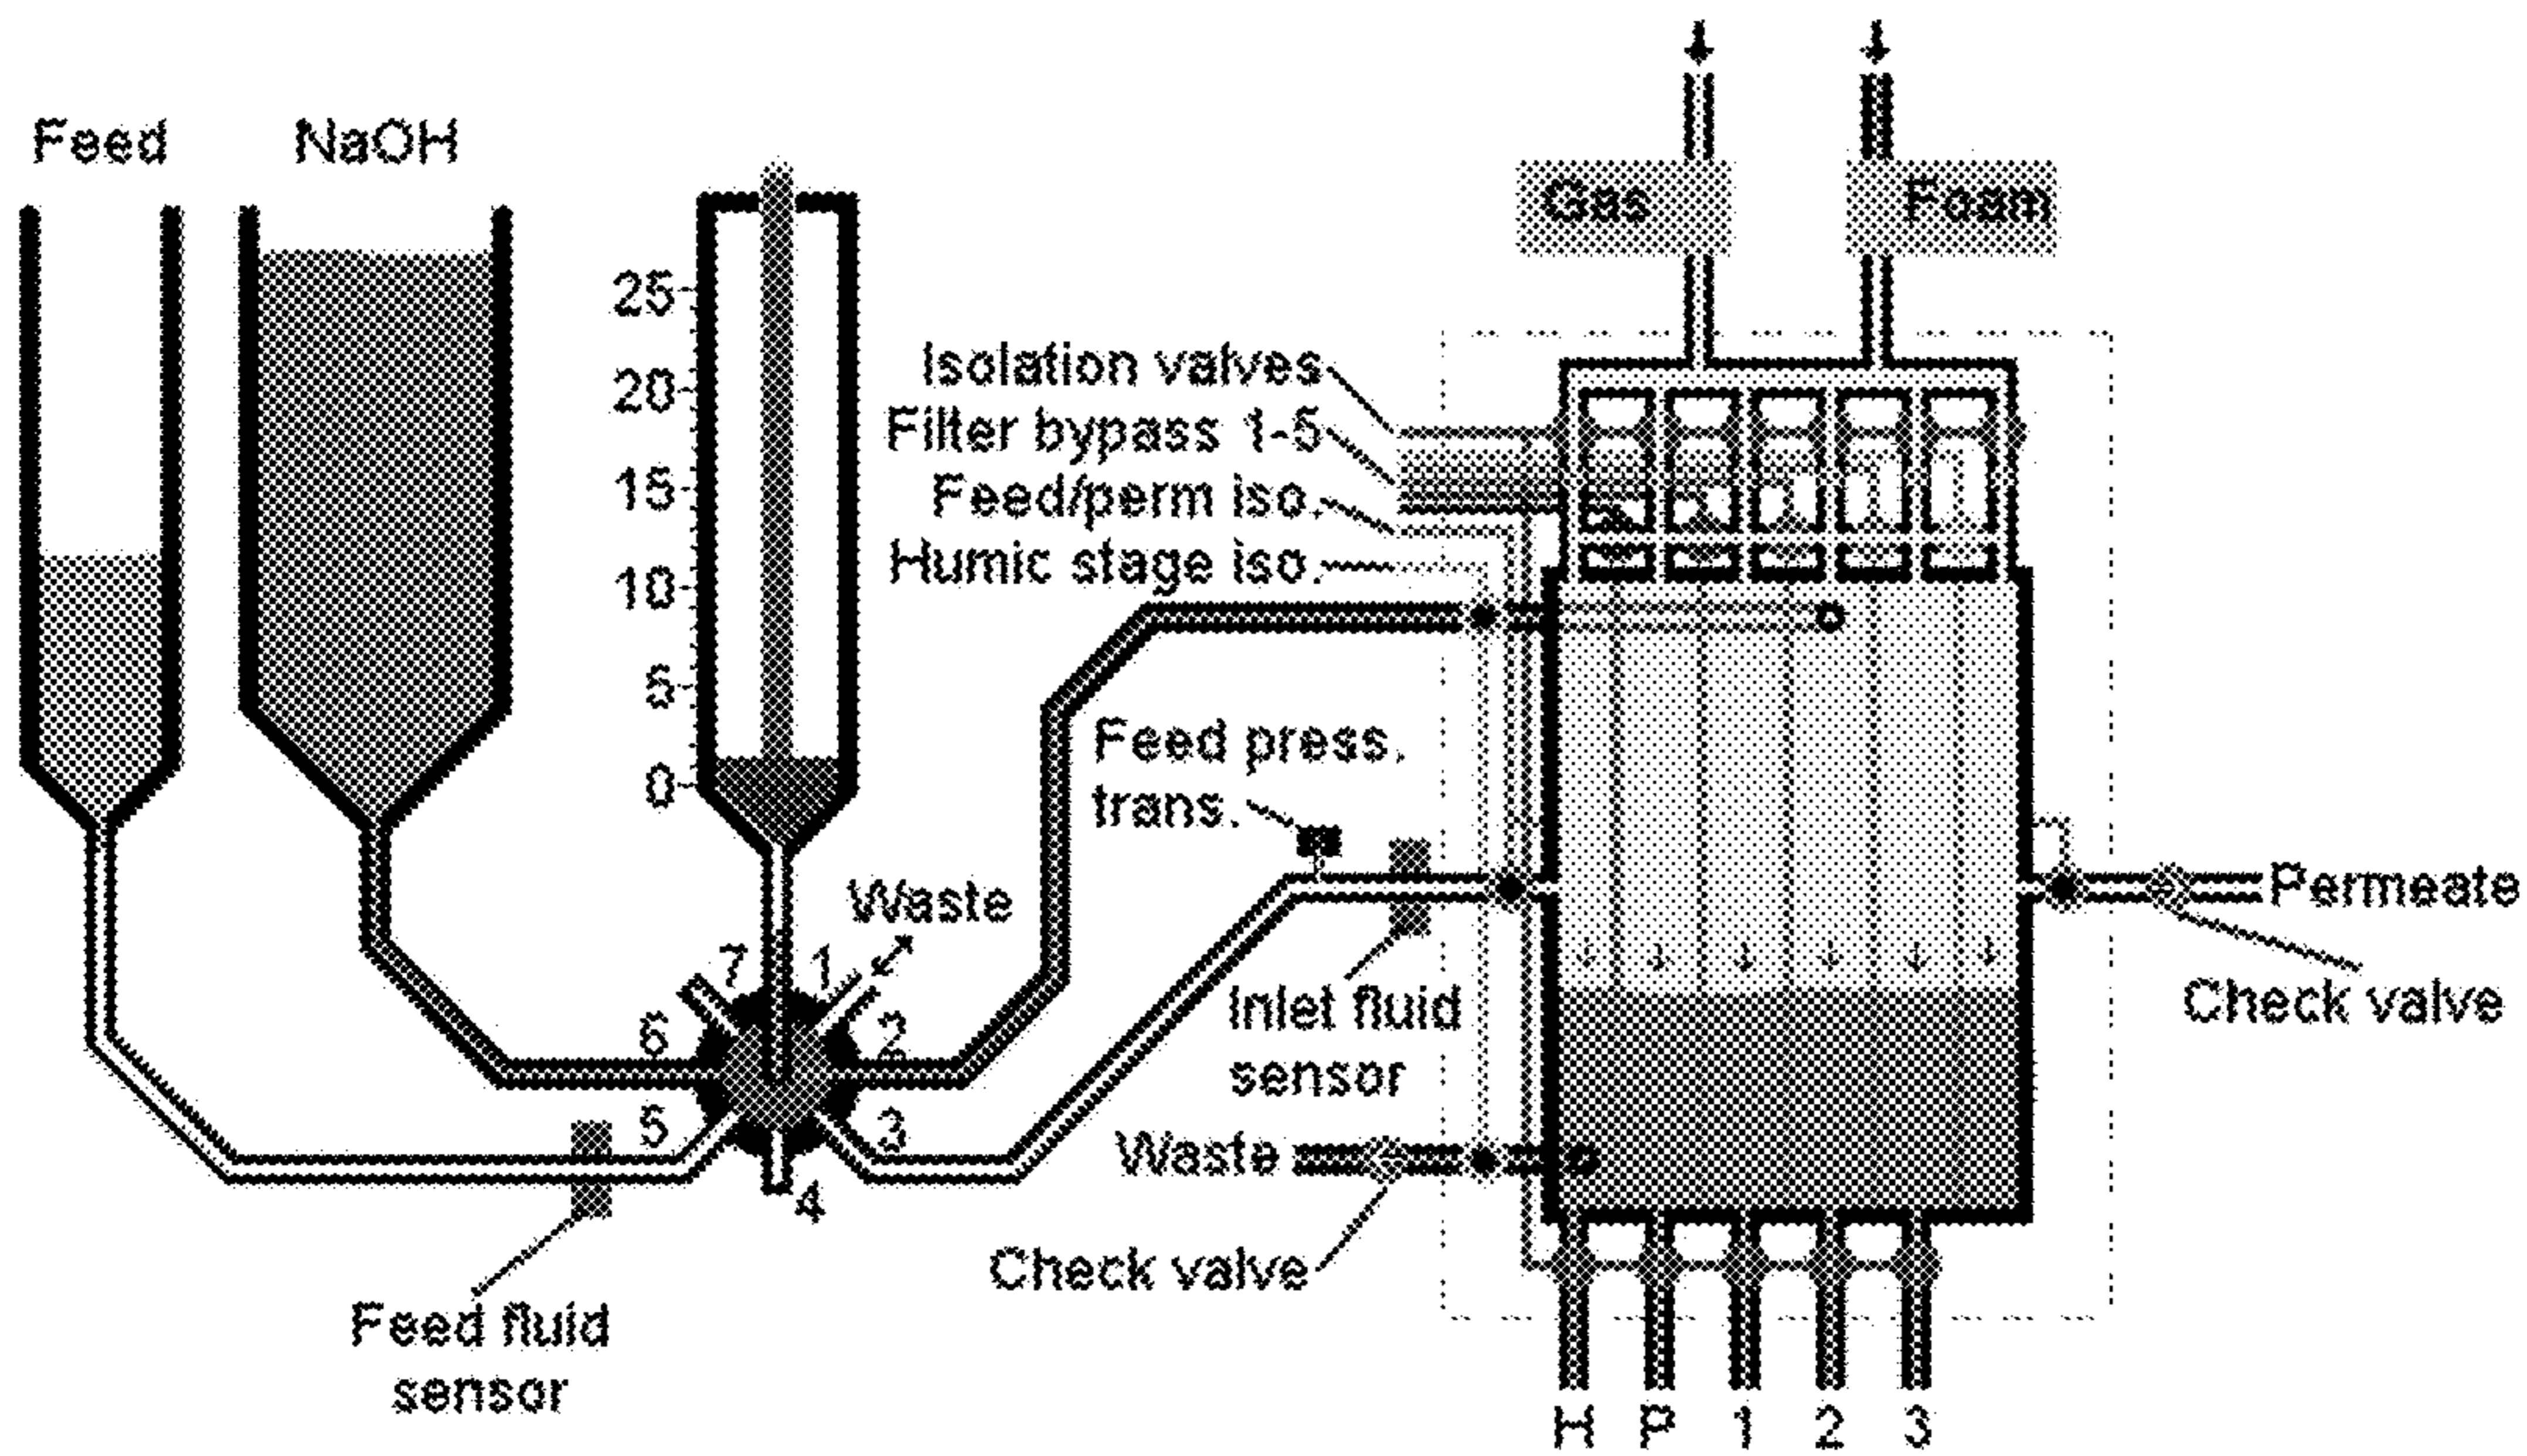 Feed
NaOH
Gas
Foam
25
20
15
10
5
0
Isolation valves
Filter bypass 1-5
Feed/perm iso.
Humic stage iso.
Feed press.
trans.
Waste
7
1
6
2
5
3
4
Inlet fluid
sensor
Permeate
Check valve
Waste
Check valve
Feed fluid
sensor
H P 1 2 3